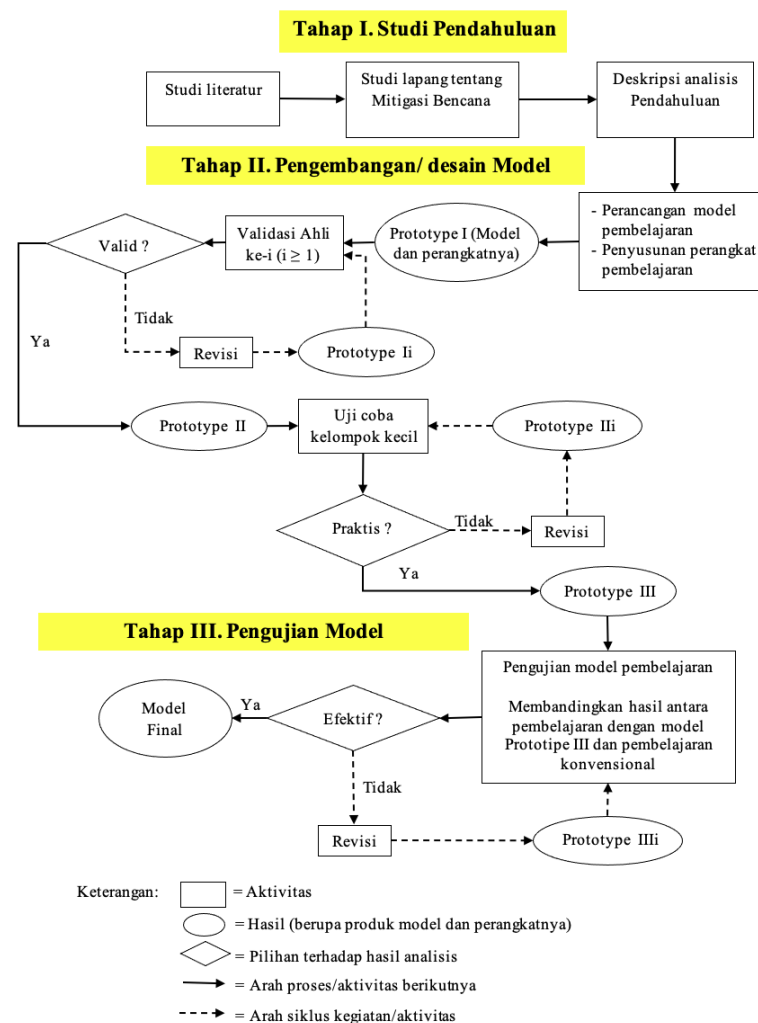 Tahap I. Studi Pendahuluan
Studi literatur
Studi lapang tentang
Mitigasi Bencana
Deskripsi analisis
Pendahuluan
Tahap II. Pengembangan/ desain Model
- Perancangan model
pembelajaran
- Penyusunan perangkat
pembelajaran
Prototype I (Model
dan perangkatnya)
Validasi Ahli
ke-i (i ≥ 1)
Valid ?
Tidak
Ya
Revisi
Prototype Ii
Prototype II
Uji coba
kelompok kecil
Prototype IIi
Praktis ?
Tidak
Revisi
Ya
Prototype III
Tahap III. Pengujian Model
Pengujian model pembelajaran
Membandingkan hasil antara
pembelajaran dengan model
Prototipe III dan pembelajaran
konvensional
Efektif ?
Ya
Model
Final
Tidak
Revisi
Prototype IIIi
Keterangan:
= Aktivitas
= Hasil (berupa produk model dan perangkatnya)
= Pilihan terhadap hasil analisis
= Arah proses/aktivitas berikutnya
= Arah siklus kegiatan/aktivitas